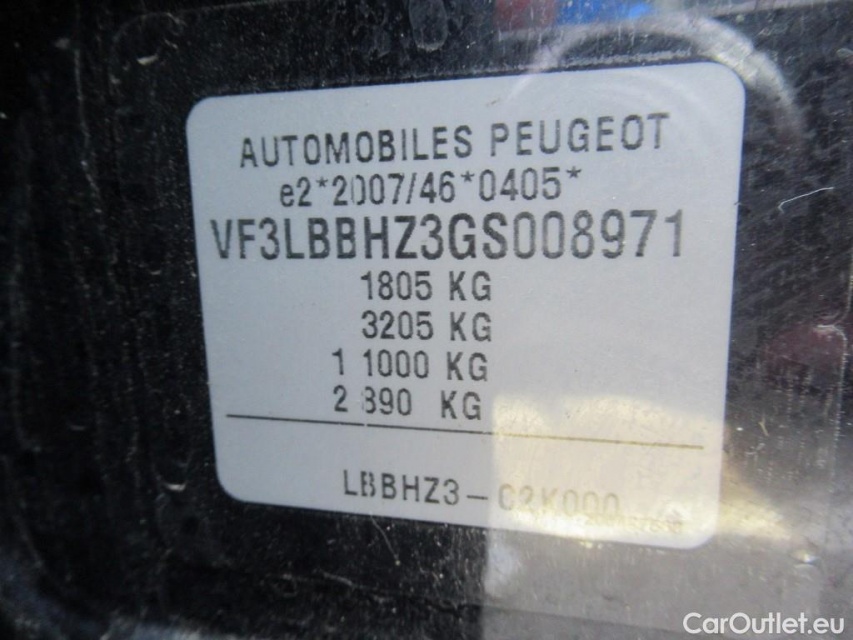 AUTOMOBILES PEUGEOT
e2*2007/46*0405*
VF3LBBHZ3GS008971
1805 KG
3205 KG
1 1000 KG
2 890 KG
LBBHZ3-C2K000
CarOutlet.eu